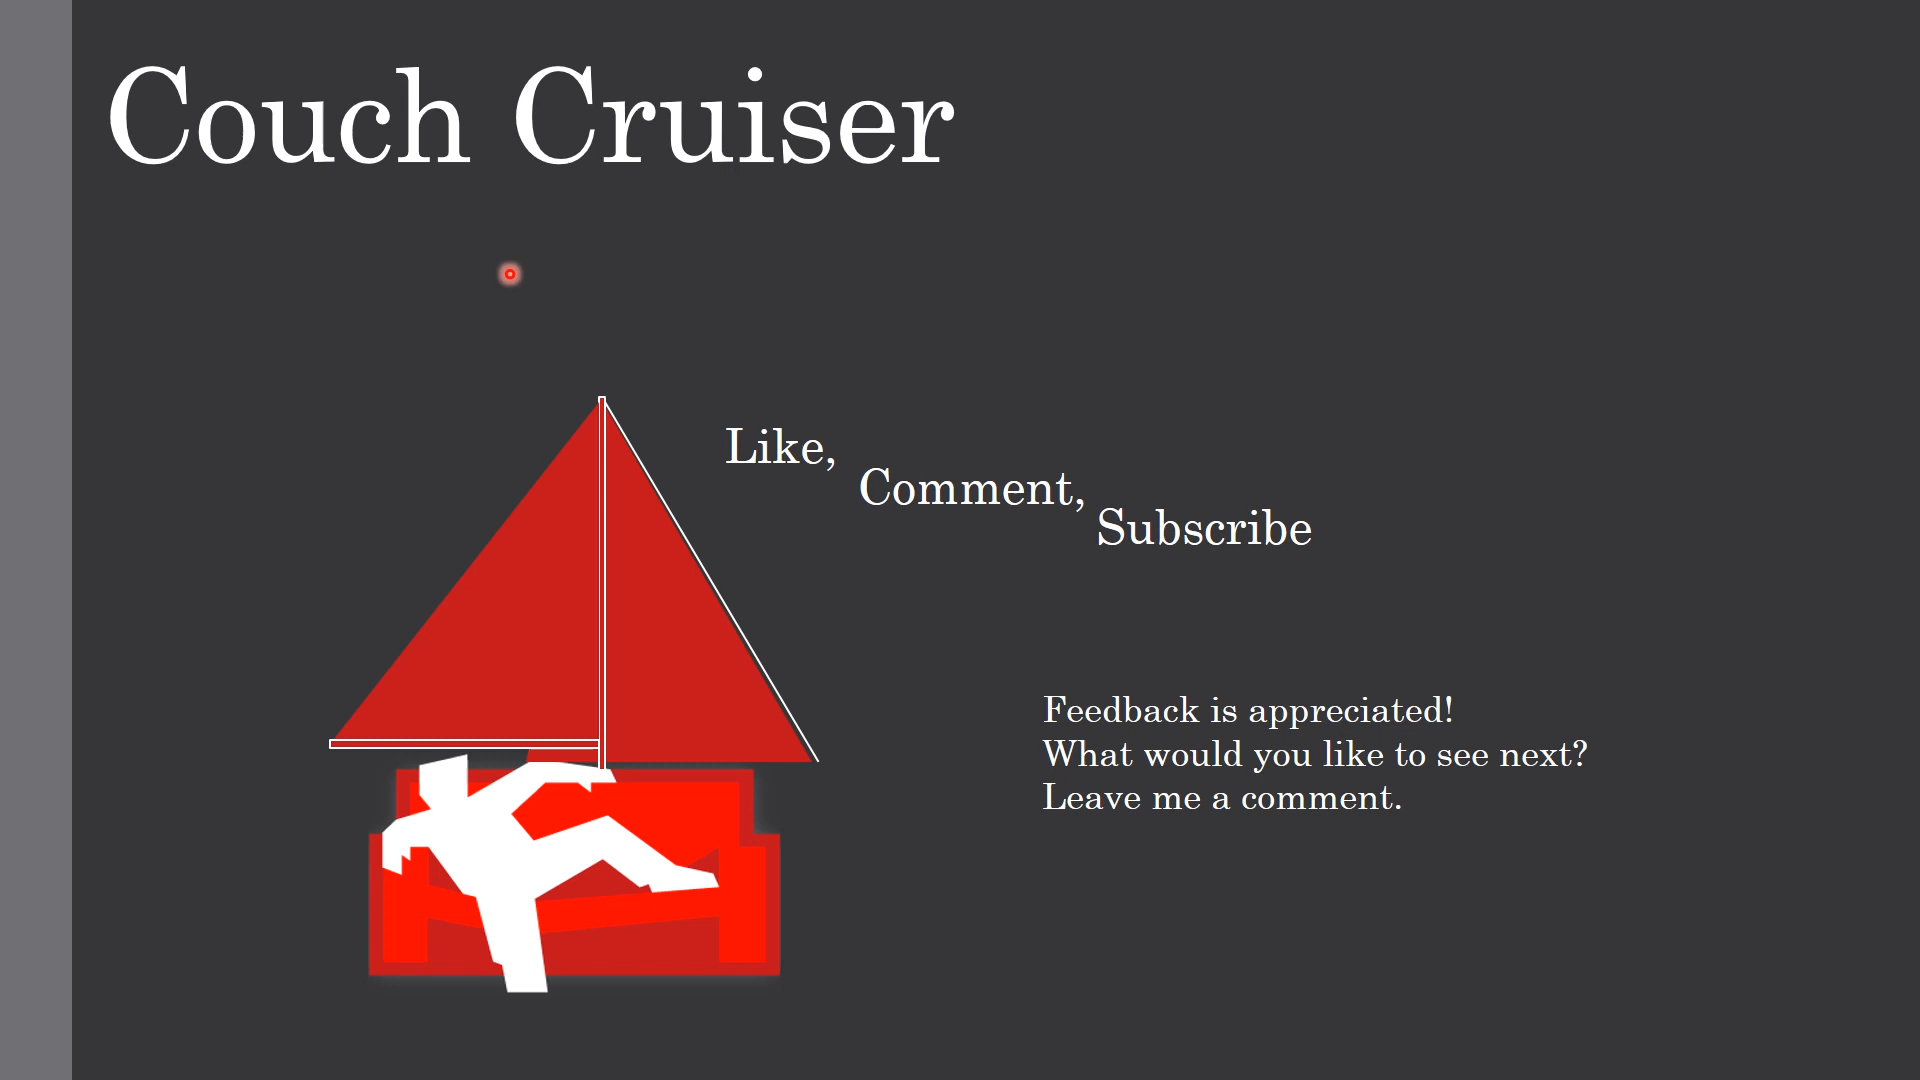 Couch Cruiser
Like,
Comment,
Subscribe
Feedback is appreciated!
What would you like to see next?
Leave me a comment.